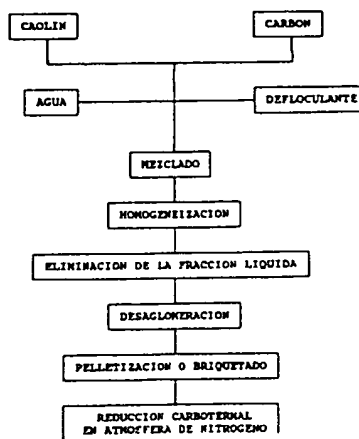 CAOLIN
CARBON
AGUA
DEFLOCULANTE
MEZCLADO
HOMOGENEIZACION
ELIMINACION DE LA FRACCION LIQUIDA
DESAGLOMERACION
PELLETIZACION O BRIQUETADO
REDUCCION CARBOTERMAL
EN ATMOSFERA DE NITROGENO